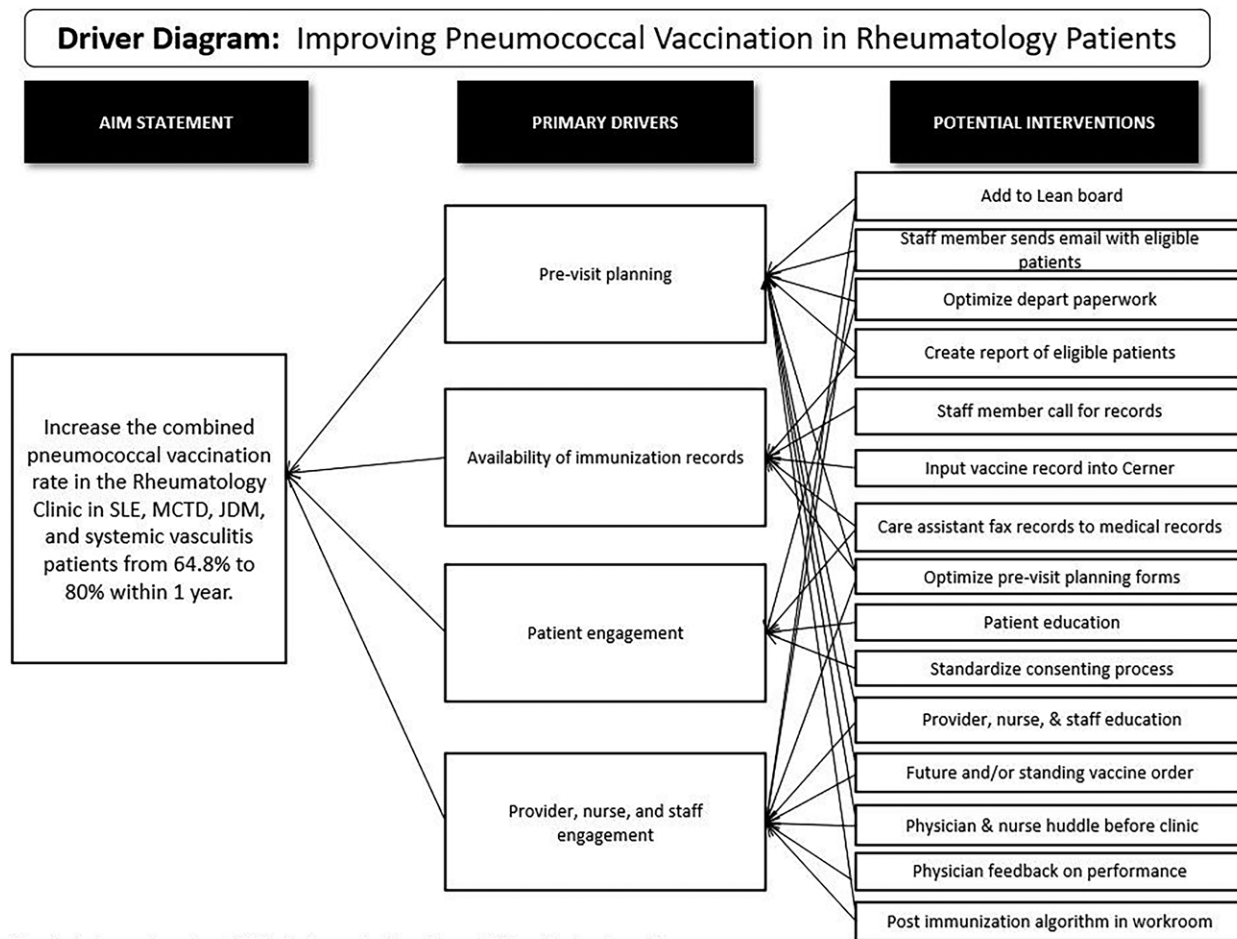 Driver Diagram: Improving Pneumococcal Vaccination in Rheumatology Patients
AIM STATEMENT
PRIMARY DRIVERS
POTENTIAL INTERVENTIONS
Increase the combined
pneumococcal vaccination
rate in the Rheumatology
Clinic in SLE, MCTD, JDM,
and systemic vasculitis
patients from 64.8% to
80% within 1 year.
Pre-visit planning
Availability of immunization records
Patient engagement
Provider, nurse, and staff
engagement
Add to Lean board
Staff member sends email with eligible
patients
Optimize depart paperwork
Create report of eligible patients
Staff member call for records
Input vaccine record into Cerner
Care assistant fax records to medical records
Optimize pre-visit planning forms
Patient education
Standardize consenting process
Provider, nurse, & staff education
Future and/or standing vaccine order
Physician & nurse huddle before clinic
Physician feedback on performance
Post immunization algorithm in workroom